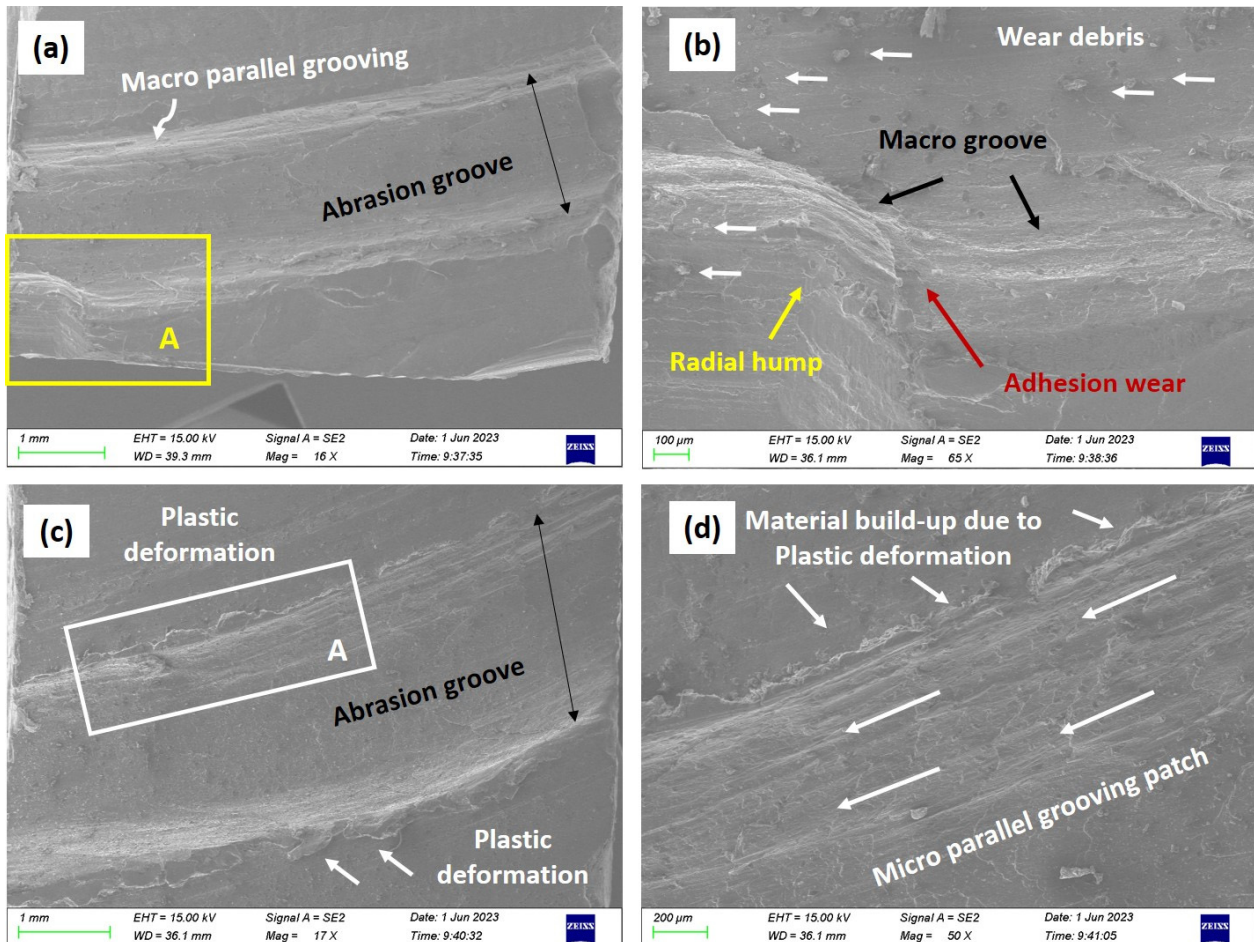 (a)
Macro parallel grooving
Abrasion groove
A
1 mm
EHT = 15.00 kV
Signal A = SE2
Date: 1 Jun 2023
WD = 39.3 mm
Mag = 16 X
Time: 9:37:35
ZEISS
(b)
Wear debris
Macro groove
Radial hump
Adhesion wear
100 µm
EHT = 15.00 kV
Signal A = SE2
Date: 1 Jun 2023
WD = 36.1 mm
Mag = 65 X
Time: 9:38:36
ZEISS
(c)
Plastic
deformation
A
Abrasion groove
Plastic
deformation
1 mm
EHT = 15.00 kV
Signal A = SE2
Date: 1 Jun 2023
WD = 36.1 mm
Mag = 17 X
Time: 9:40:32
ZEISS
(d)
Material build-up due to
Plastic deformation
Micro parallel grooving patch
200 µm
EHT = 15.00 kV
Signal A = SE2
Date: 1 Jun 2023
WD = 36.1 mm
Mag = 50 X
Time: 9:41:05
ZEISS